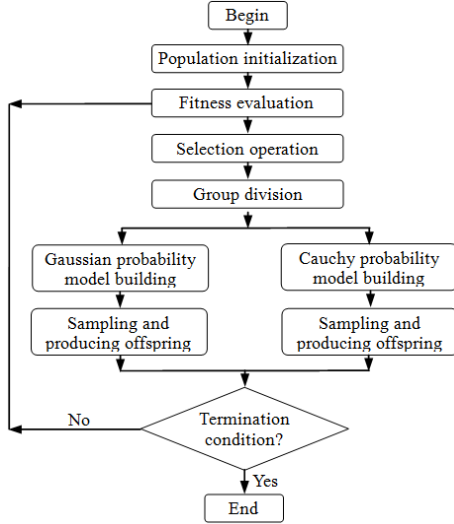 Begin
Population initialization
Fitness evaluation
Selection operation
Group division
Gaussian probability
model building
Cauchy probability
model building
Sampling and
producing offspring
Sampling and
producing offspring
Termination
condition?
No
Yes
End